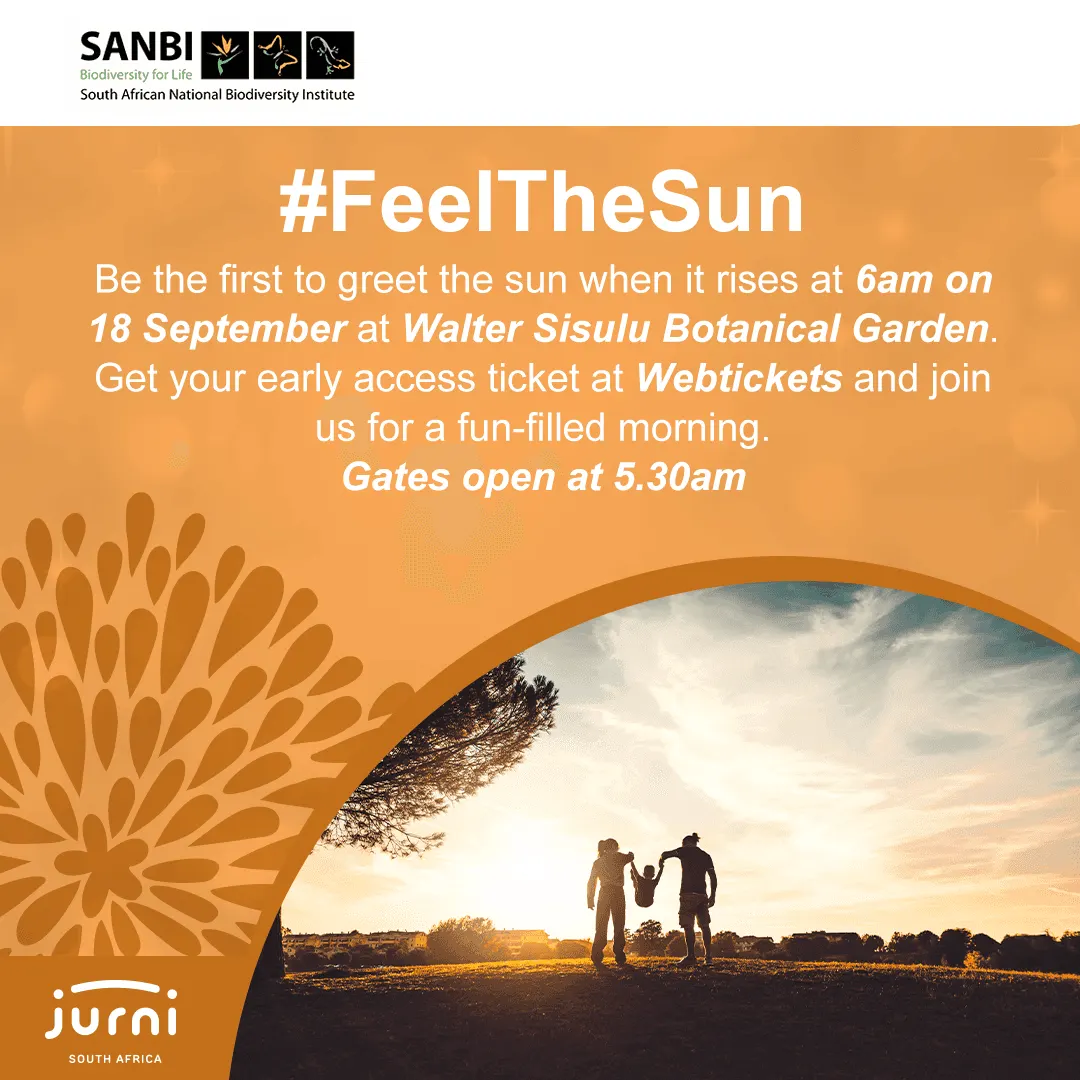 SANBI
Biodiversity for Life
South African National Biodiversity Institute
#FeelTheSun
Be the first to greet the sun when it rises at 6am on
18 September at Walter Sisulu Botanical Garden.
Get your early access ticket at Webtickets and join
us for a fun-filled morning.
Gates open at 5.30am
jurni
SOUTH AFRICA